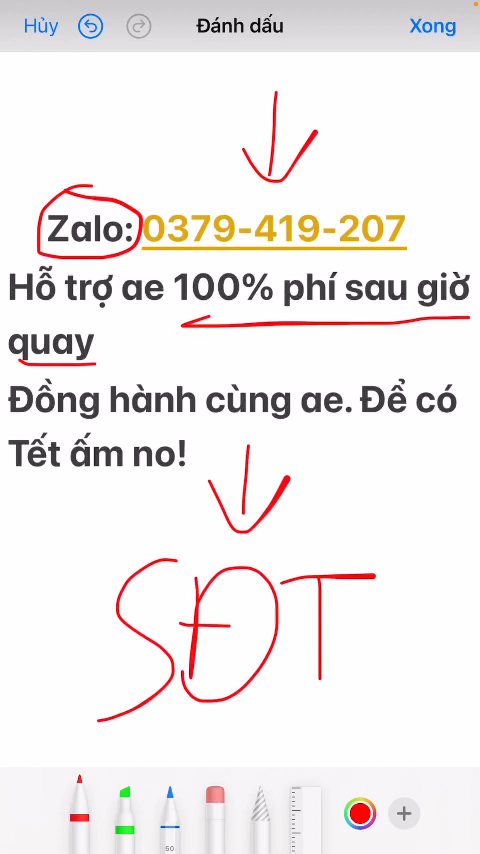 Hủy Đánh dấu Xong
Zalo: 0379-419-207
Hỗ trợ ae 100% phí sau giờ
quay
Đồng hành cùng ae. Để có
Tết ấm no!
SĐT
50